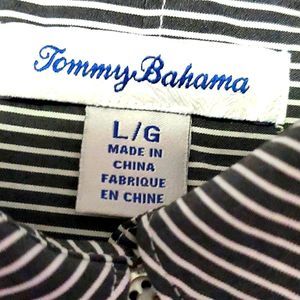 Tommy Bahama
L/G
MADE IN
CHINA
FABRIQUE
EN CHINE